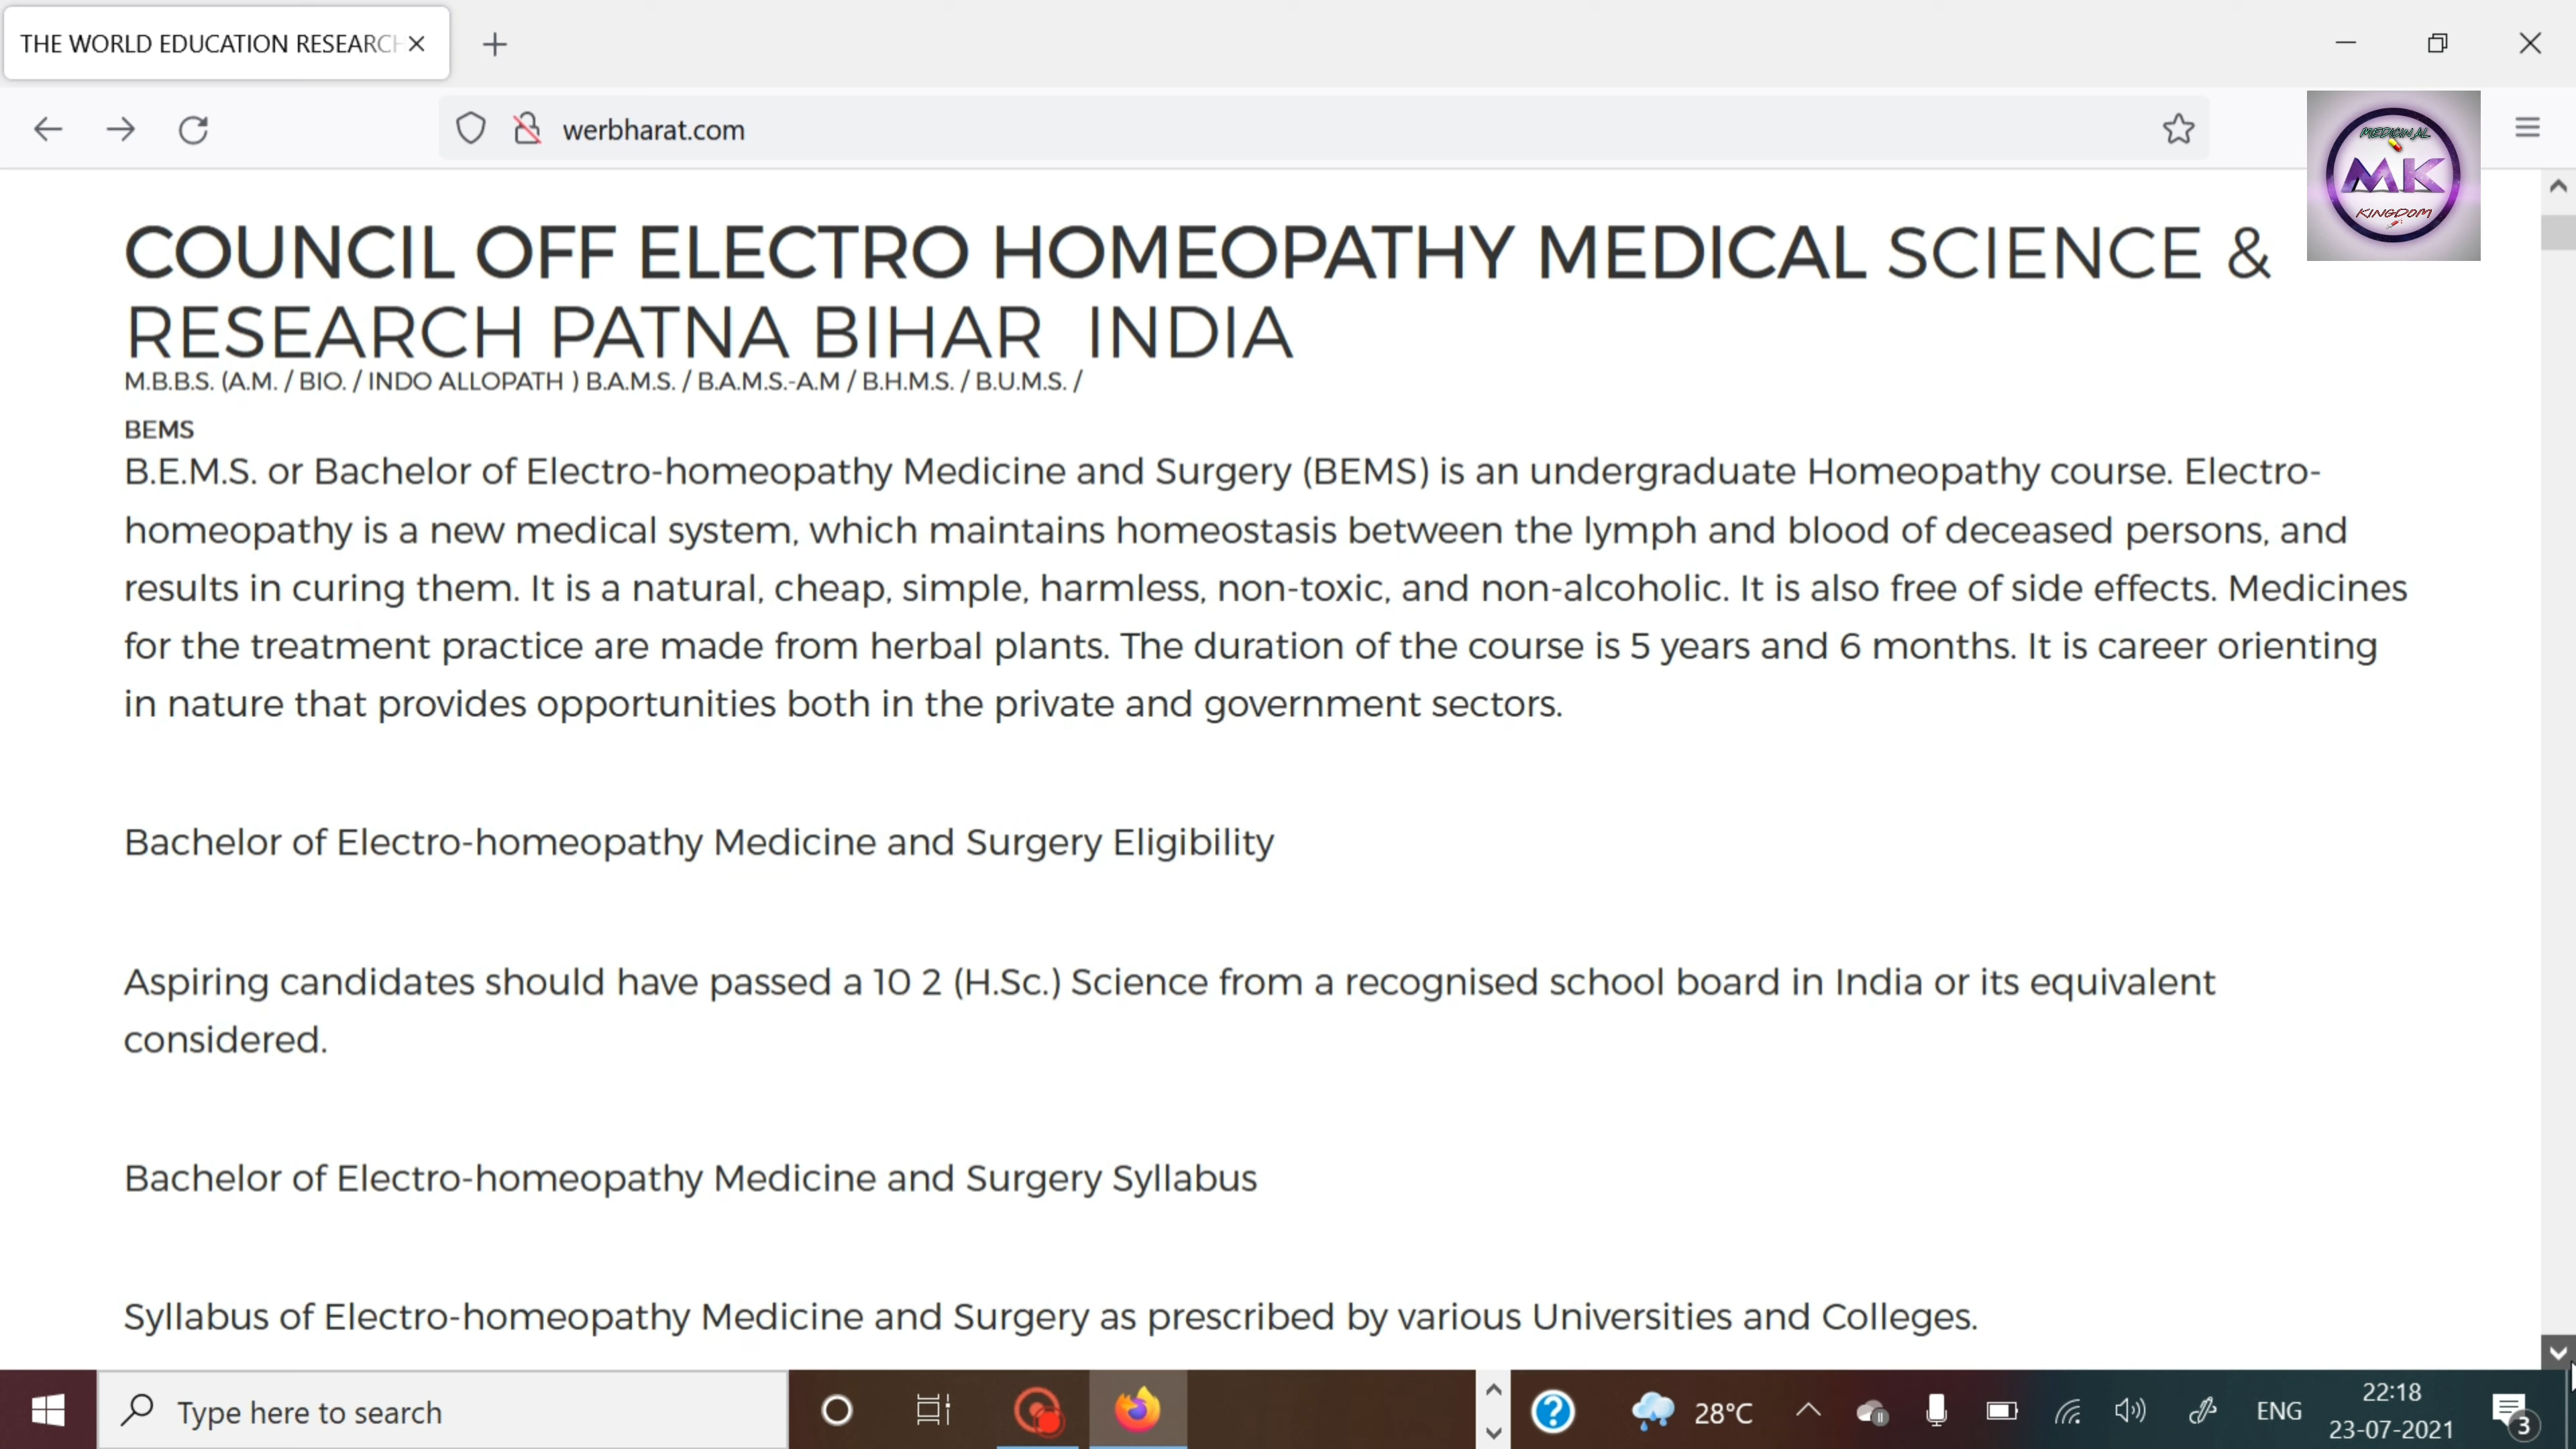 THE WORLD EDUCATION RESEARCH
werbharat.com
MEDICINAL
MK
KINGDOM
COUNCIL OFF ELECTRO HOMEOPATHY MEDICAL SCIENCE &
RESEARCH PATNA BIHAR INDIA
M.B.B.S. (A.M. / BIO. / INDO ALLOPATH ) B.A.M.S. / B.A.M.S.-A.M / B.H.M.S. / B.U.M.S. /
BEMS
B.E.M.S. or Bachelor of Electro-homeopathy Medicine and Surgery (BEMS) is an undergraduate Homeopathy course. Electro-
homeopathy is a new medical system, which maintains homeostasis between the lymph and blood of deceased persons, and
results in curing them. It is a natural, cheap, simple, harmless, non-toxic, and non-alcoholic. It is also free of side effects. Medicines
for the treatment practice are made from herbal plants. The duration of the course is 5 years and 6 months. It is career orienting
in nature that provides opportunities both in the private and government sectors.
Bachelor of Electro-homeopathy Medicine and Surgery Eligibility
Aspiring candidates should have passed a 10 2 (H.Sc.) Science from a recognised school board in India or its equivalent
considered.
Bachelor of Electro-homeopathy Medicine and Surgery Syllabus
Syllabus of Electro-homeopathy Medicine and Surgery as prescribed by various Universities and Colleges.
Type here to search
28°C
ENG
22:18
23-07-2021
3